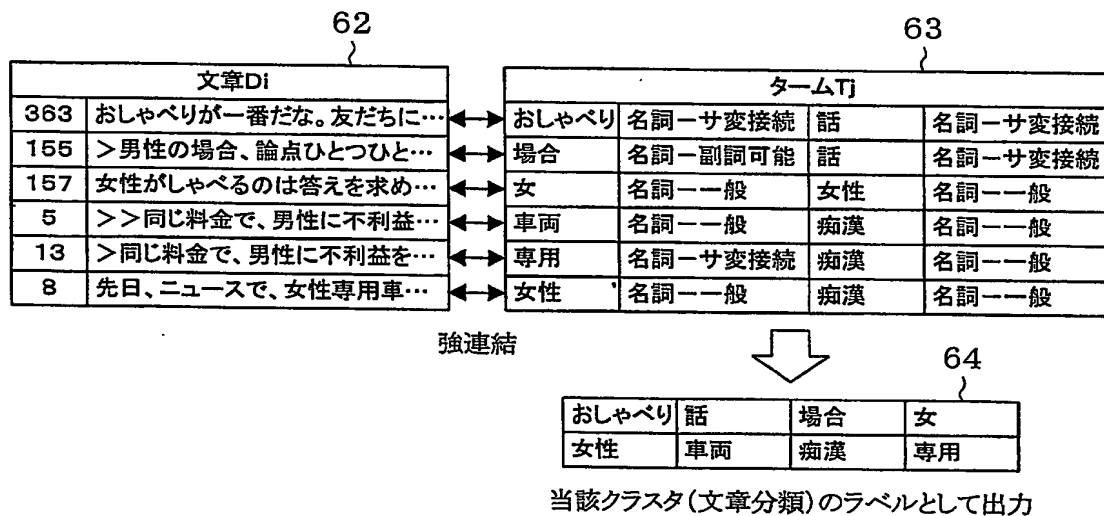 62
63
文章Di
タームTj
363 おしゃべりが一番だな。友だちに…
おしゃべり 名詞ーサ変接続 話 名詞ーサ変接続
155 >男性の場合、論点ひとつひと…
場合 名詞ー副詞可能 話 名詞ーサ変接続
157 女性がしゃべるのは答えを求め…
女 名詞ー一般 女性 名詞ー一般
5 >>同じ料金で、男性に不利益…
車両 名詞ー一般 痴漢 名詞ー一般
13 >同じ料金で、男性に不利益を…
専用 名詞ーサ変接続 痴漢 名詞ー一般
8 先日、ニュースで、女性専用車…
女性 名詞ー一般 痴漢 名詞ー一般
強連結
64
おしゃべり 話 場合 女
女性 車両 痴漢 専用
当該クラスタ(文章分類)のラベルとして出力